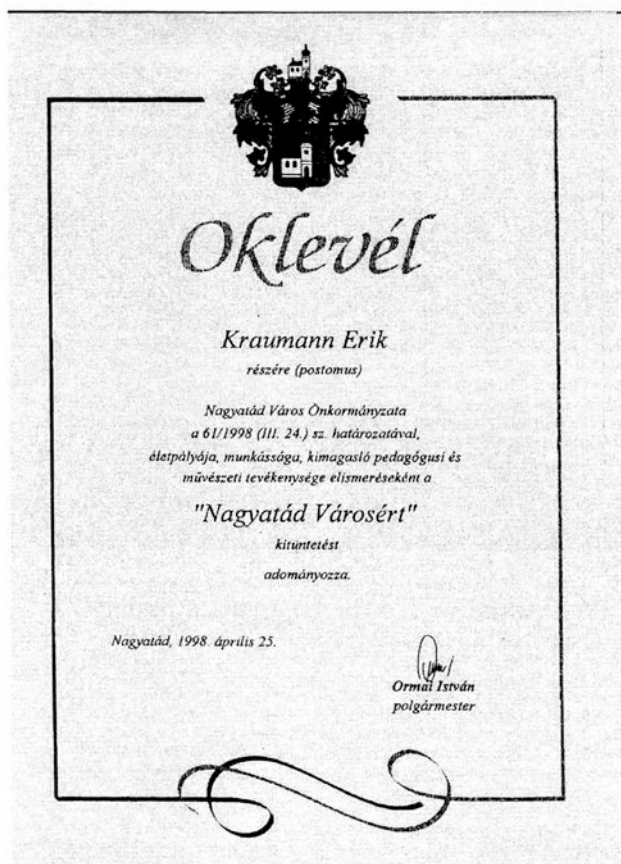 Oklevél
Kraumann Erik
részére (postomus)
Nagyatád Város Önkormányzata
a 61/1998 (III. 24.) sz. határozatával,
életpályája, munkássága, kimagasló pedagógusi és
művészeti tevékenysége elismeréseként a
"Nagyatád Városért"
kitüntetést
adományozza.
Nagyatád, 1998. április 25.
Ormai István
polgármester